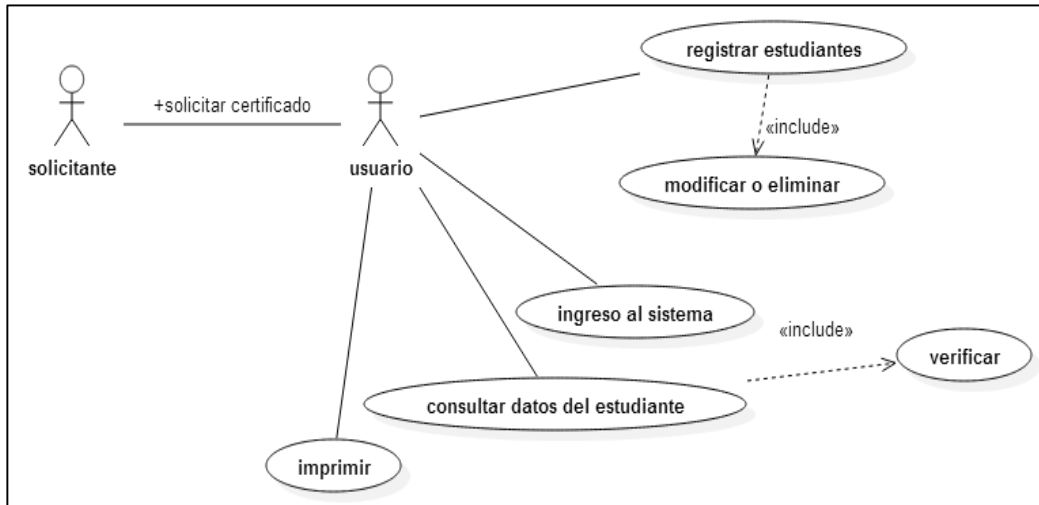 registrar estudiantes
+solicitar certificado
«include»
solicitante
usuario
modificar o eliminar
ingreso al sistema
«include»
verificar
consultar datos del estudiante
imprimir